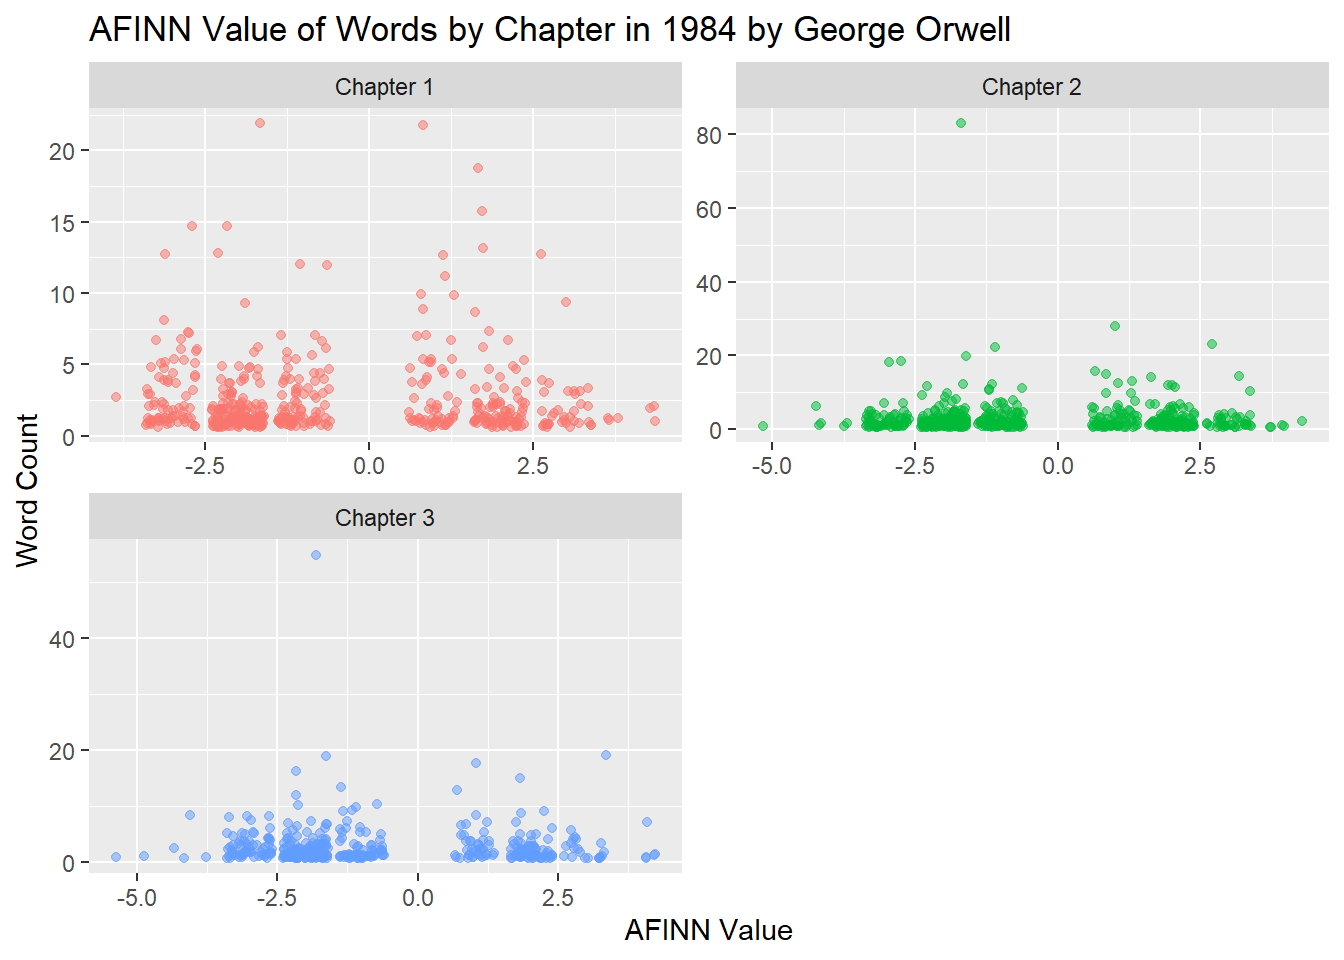 AFINN Value of Words by Chapter in 1984 by George Orwell
Chapter 1
20
15
10
5
0
-2.5 0.0 2.5
Chapter 2
80
60
40
20
0
-5.0 -2.5 0.0 2.5
Word Count
Chapter 3
40
20
0
-5.0 -2.5 0.0 2.5
AFINN Value